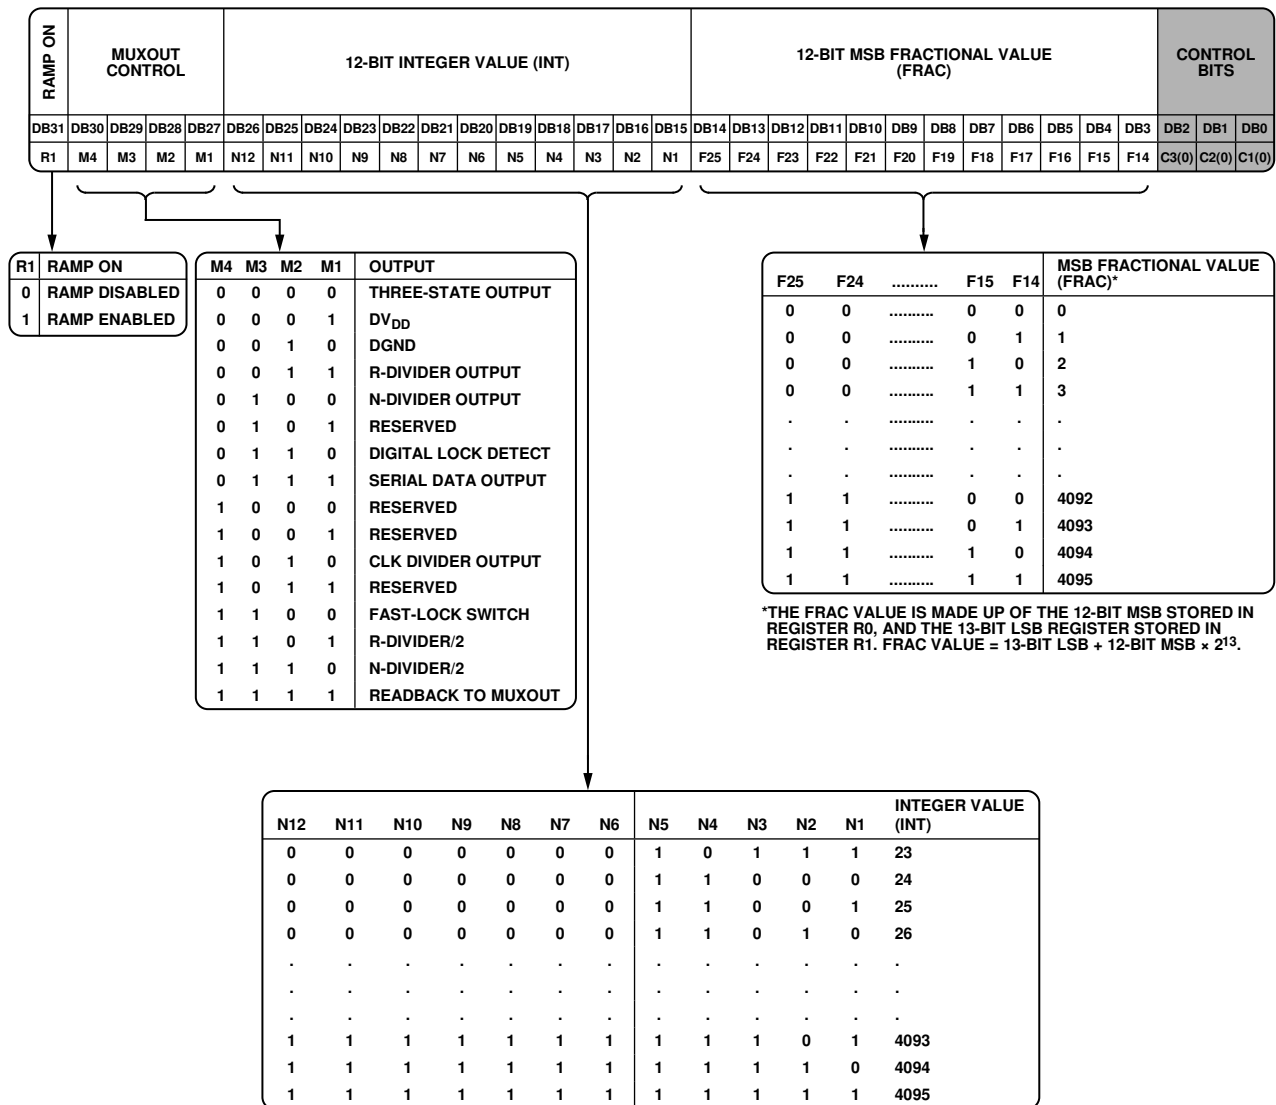 RAMP ON
MUXOUT
CONTROL
12-BIT INTEGER VALUE (INT)
12-BIT MSB FRACTIONAL VALUE
(FRAC)
CONTROL
BITS
DB31 DB30 DB29 DB28 DB27 DB26 DB25 DB24 DB23 DB22 DB21 DB20 DB19 DB18 DB17 DB16 DB15 DB14 DB13 DB12 DB11 DB10 DB9 DB8 DB7 DB6 DB5 DB4 DB3 DB2 DB1 DB0
R1 M4 M3 M2 M1 N12 N11 N10 N9 N8 N7 N6 N5 N4 N3 N2 N1 F25 F24 F23 F22 F21 F20 F19 F18 F17 F16 F15 F14 C3(0) C2(0) C1(0)
R1 RAMP ON
0 RAMP DISABLED
1 RAMP ENABLED
M4 M3 M2 M1 OUTPUT
0 0 0 0 THREE-STATE OUTPUT
0 0 0 1 DVDD
0 0 1 0 DGND
0 0 1 1 R-DIVIDER OUTPUT
0 1 0 0 N-DIVIDER OUTPUT
0 1 0 1 RESERVED
0 1 1 0 DIGITAL LOCK DETECT
0 1 1 1 SERIAL DATA OUTPUT
1 0 0 0 RESERVED
1 0 0 1 RESERVED
1 0 1 0 CLK DIVIDER OUTPUT
1 0 1 1 RESERVED
1 1 0 0 FAST-LOCK SWITCH
1 1 0 1 R-DIVIDER/2
1 1 1 0 N-DIVIDER/2
1 1 1 1 READBACK TO MUXOUT
F25 F24 .......... F15 F14 MSB FRACTIONAL VALUE
(FRAC)*
0 0 .......... 0 0 0
0 0 .......... 0 1 1
0 0 .......... 1 0 2
0 0 .......... 1 1 3
. . .......... . . .
. . .......... . . .
. . .......... . . .
1 1 .......... 0 0 4092
1 1 .......... 0 1 4093
1 1 .......... 1 0 4094
1 1 .......... 1 1 4095
*THE FRAC VALUE IS MADE UP OF THE 12-BIT MSB STORED IN
REGISTER R0, AND THE 13-BIT LSB REGISTER STORED IN
REGISTER R1. FRAC VALUE = 13-BIT LSB + 12-BIT MSB × 2¹³.
N12 N11 N10 N9 N8 N7 N6 N5 N4 N3 N2 N1 INTEGER VALUE
(INT)
0 0 0 0 0 0 0 1 0 1 1 1 23
0 0 0 0 0 0 0 1 1 0 0 0 24
0 0 0 0 0 0 0 1 1 0 0 1 25
0 0 0 0 0 0 0 1 1 0 1 0 26
. . . . . . . . . . . . .
. . . . . . . . . . . . .
. . . . . . . . . . . . .
1 1 1 1 1 1 1 1 1 1 0 1 4093
1 1 1 1 1 1 1 1 1 1 1 0 4094
1 1 1 1 1 1 1 1 1 1 1 1 4095